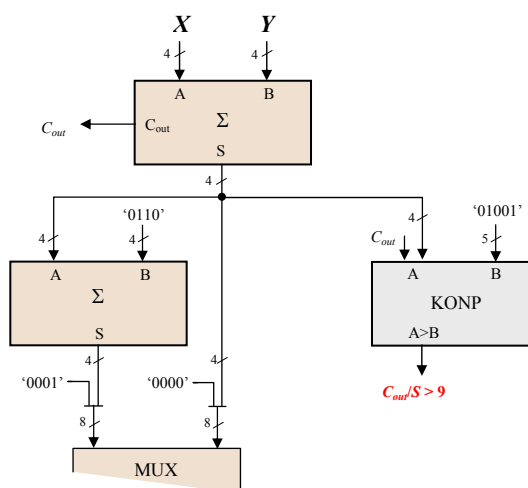 X Y
4 4
A B
C_out C_out Σ
S
4
'0110' '01001'
4 4 C_out 4 5
A B A B
Σ KONP
S A>B
4 4
'0001' '0000' C_out/S > 9
8 8
MUX